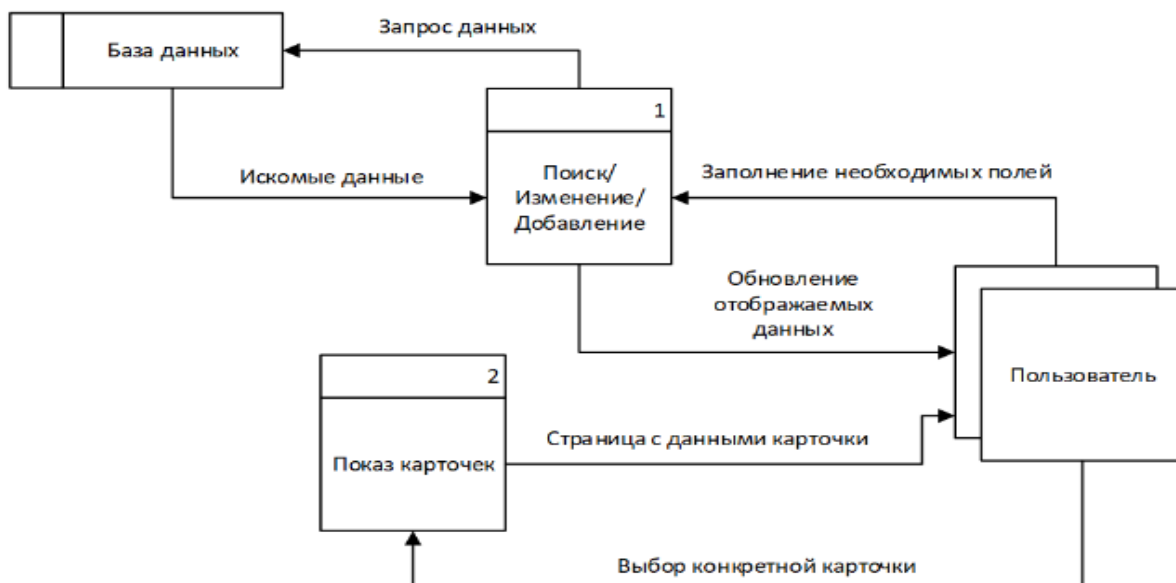 Запрос данных
База данных
1
Поиск/
Изменение/
Добавление
Искомые данные
Заполнение необходимых полей
Обновление
отображаемых
данных
Пользователь
2
Показ карточек
Страница с данными карточки
Выбор конкретной карточки